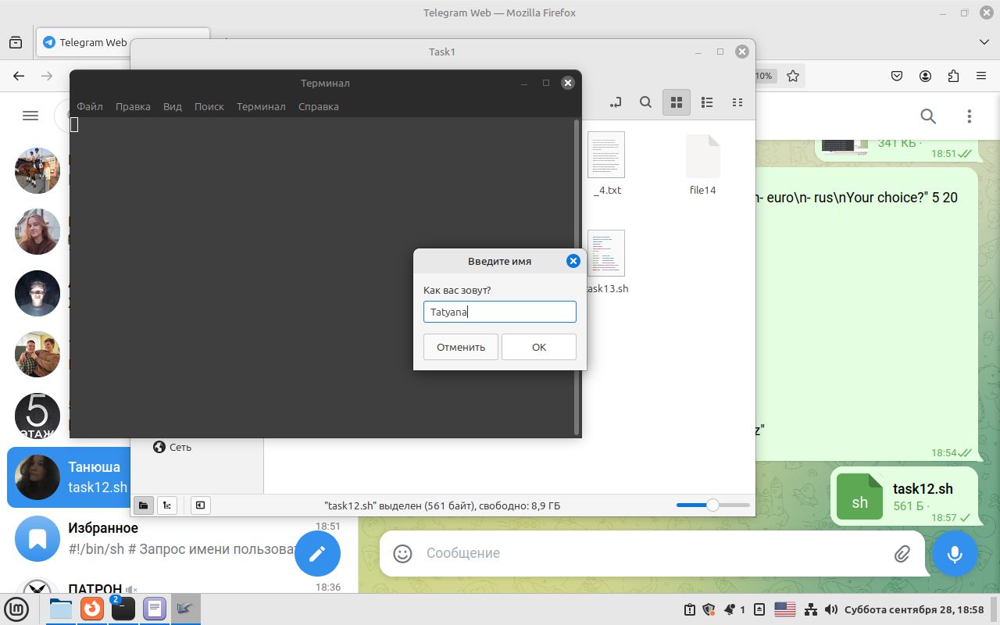 Telegram Web — Mozilla Firefox
Telegram Web
Task1
10%
Терминал
Файл Правка Вид Поиск Терминал Справка
341 КБ ·
18:51
_4.txt
file14
n- euro\n- rus\nYour choice?" 5 20
Введите имя
Как вас зовут?
Tatyana
Отменить
OK
task13.sh
5
ЭТАЖ
z"
Сеть
18:54
Танюша
task12.sh
task12.sh
sh
561 Б ·
18:57
"task12.sh" выделен (561 байт), свободно: 8,9 ГБ
Избранное
18:51
#!/bin/sh # Запрос имени пользоват
Сообщение
ПАТРОН
18:36
2
1
Суббота сентября 28, 18:58